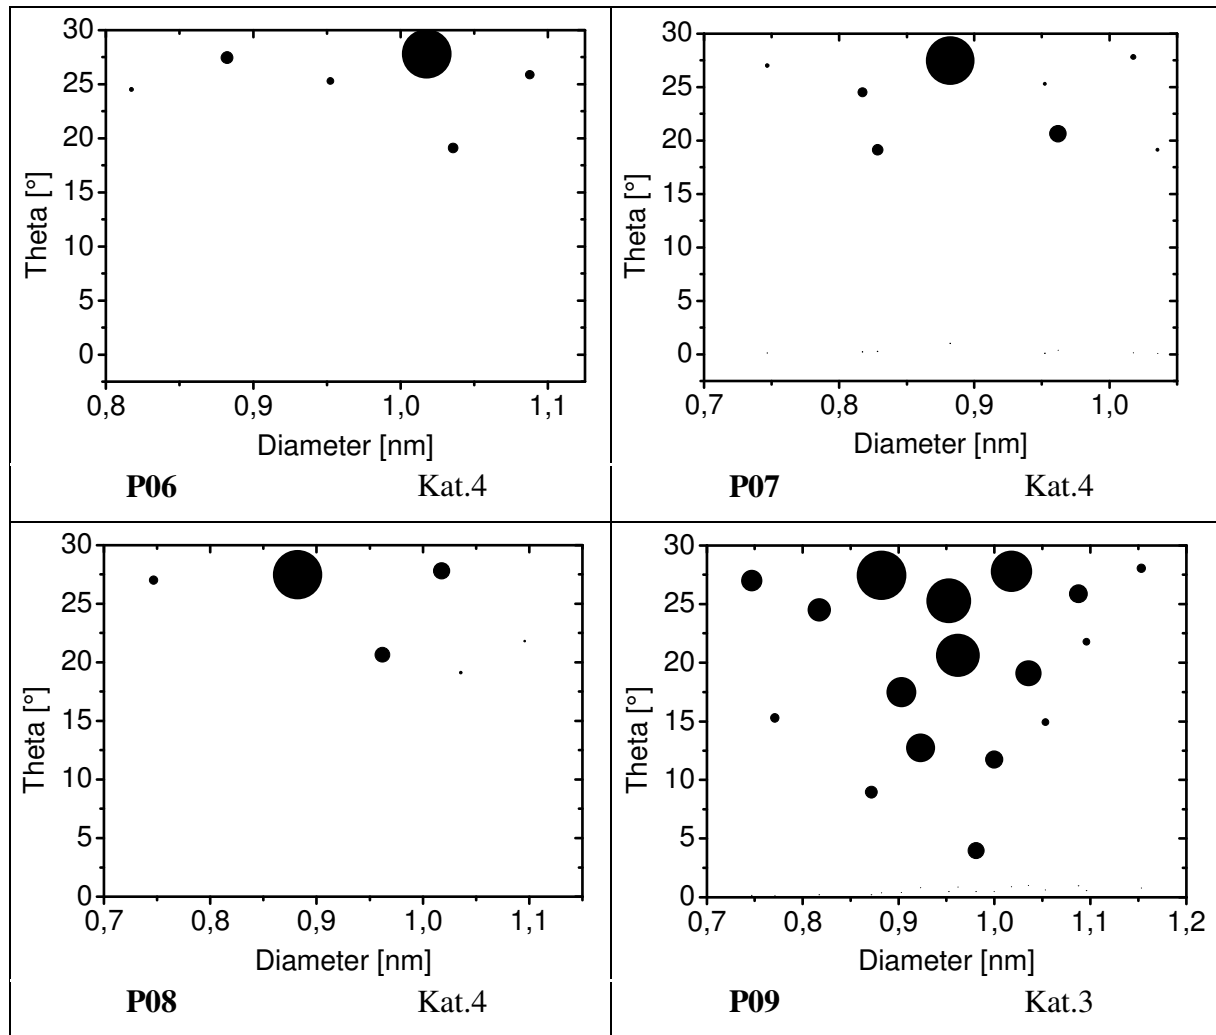 30
25
20
15
10
5
0
Theta [°]
0,8 0,9 1,0 1,1
Diameter [nm]
P06 Kat.4
30
25
20
15
10
5
0
Theta [°]
0,7 0,8 0,9 1,0
Diameter [nm]
P07 Kat.4
30
25
20
15
10
5
0
Theta [°]
0,7 0,8 0,9 1,0 1,1
Diameter [nm]
P08 Kat.4
30
25
20
15
10
5
0
Theta [°]
0,7 0,8 0,9 1,0 1,1 1,2
Diameter [nm]
P09 Kat.3